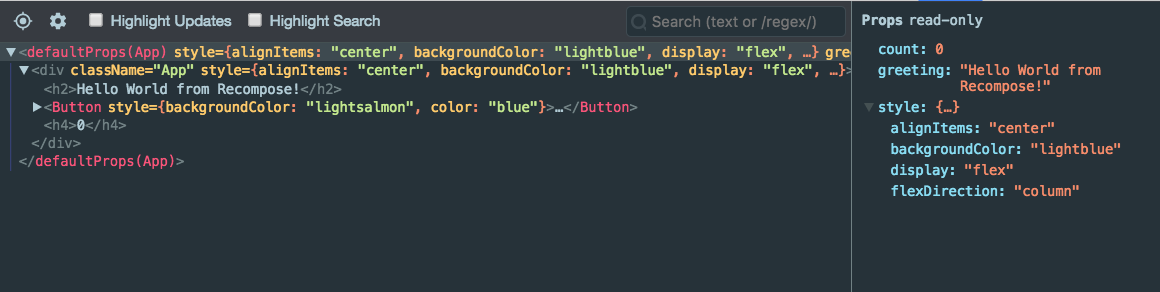 Highlight Updates Highlight Search Search (text or /regex/)
<defaultProps(App) style={alignItems: "center", backgroundColor: "lightblue", display: "flex", …} gre
<div className="App" style={alignItems: "center", backgroundColor: "lightblue", display: "flex", …}>
<h2>Hello World from Recompose!</h2>
<Button style={backgroundColor: "lightsalmon", color: "blue"}>…</Button>
<h4>0</h4>
</div>
</defaultProps(App)>
Props read-only
count: 0
greeting: "Hello World from
Recompose!"
style: {…}
alignItems: "center"
backgroundColor: "lightblue"
display: "flex"
flexDirection: "column"